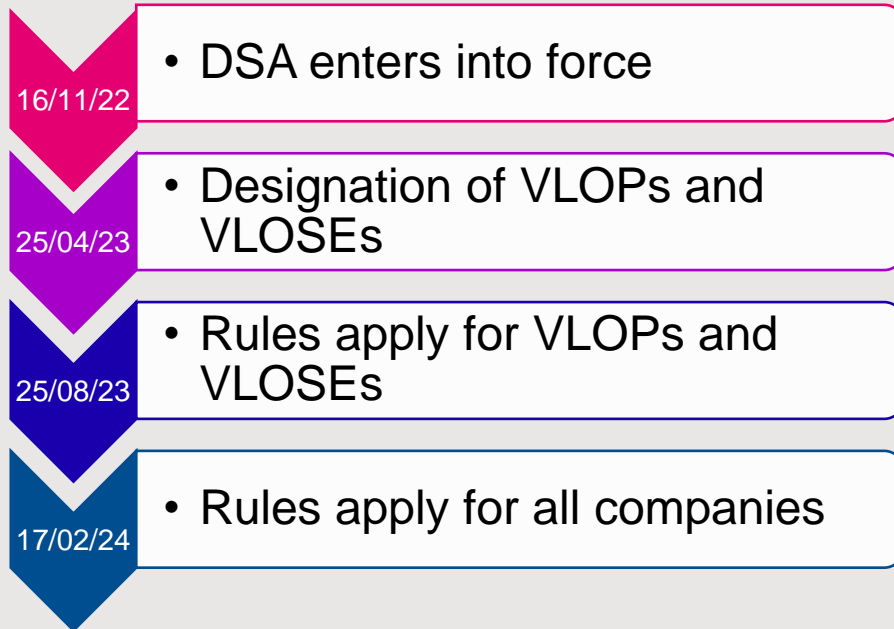 16/11/22
• DSA enters into force
25/04/23
• Designation of VLOPs and
VLOSEs
25/08/23
• Rules apply for VLOPs and
VLOSEs
17/02/24
• Rules apply for all companies